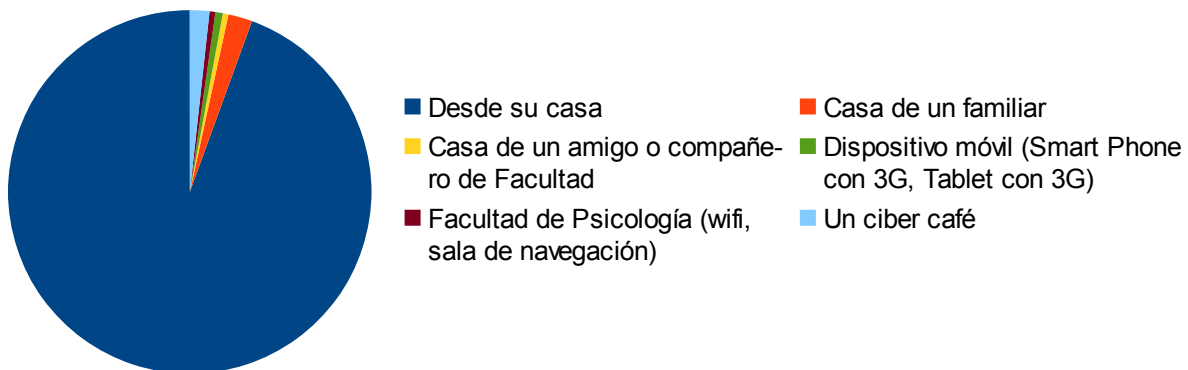 Desde su casa
Casa de un familiar
Casa de un amigo o compañe-
ro de Facultad
Dispositivo móvil (Smart Phone
con 3G, Tablet con 3G)
Facultad de Psicología (wifi,
sala de navegación)
Un ciber café